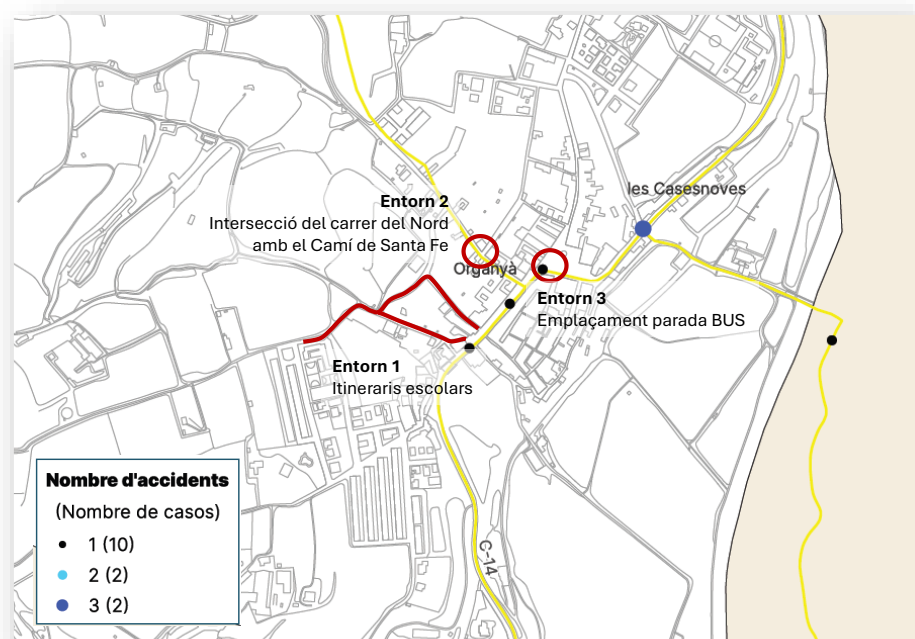 les Casesnoves
Entorn 2
Intersecció del carrer del Nord
amb el Camí de Santa Fe
Organyà
Entorn 3
Emplaçament parada BUS
Entorn 1
Itineraris escolars
C-14
Nombre d'accidents
(Nombre de casos)
1 (10)
2 (2)
3 (2)